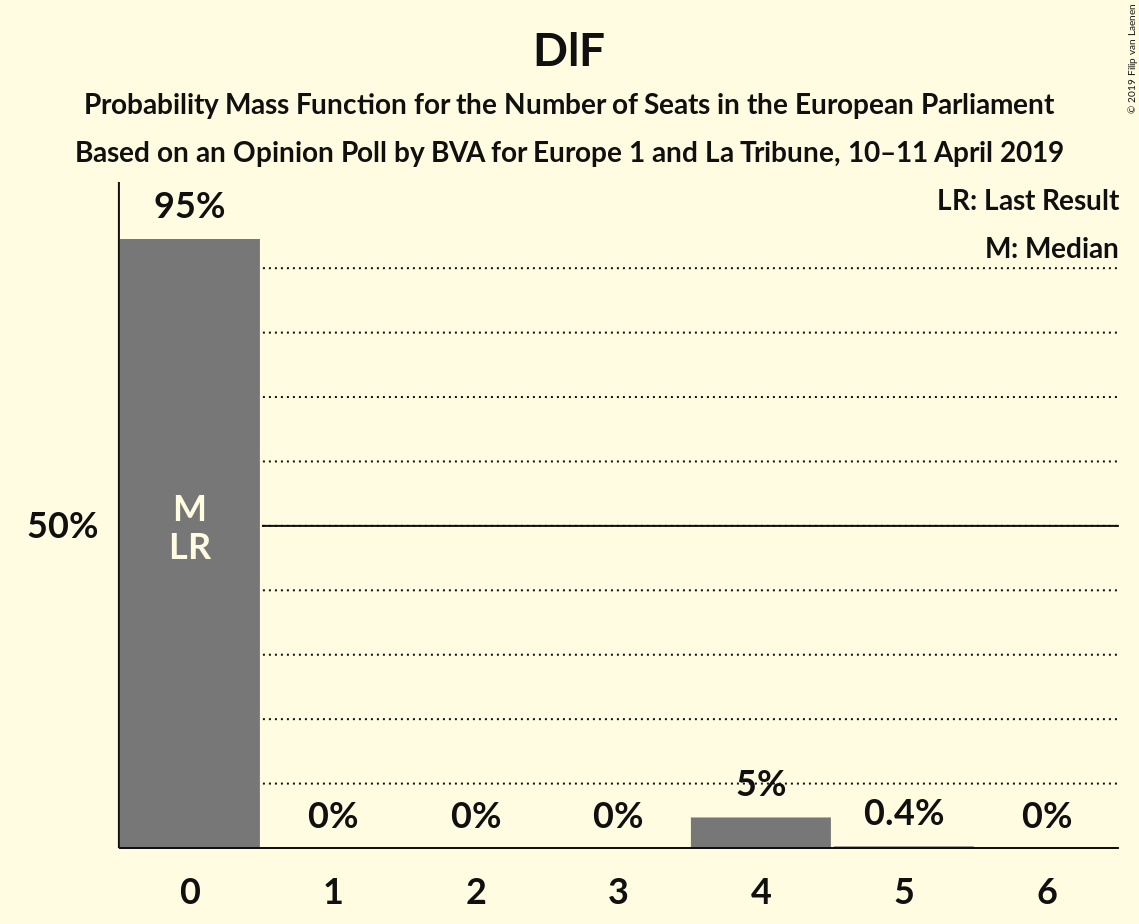 DlF
Probability Mass Function for the Number of Seats in the European Parliament
Based on an Opinion Poll by BVA for Europe 1 and La Tribune, 10–11 April 2019
© 2019 Filip van Laenen
LR: Last Result
M: Median
95%
M
LR
50%
0%
0%
0%
5%
0.4%
0%
0
1
2
3
4
5
6